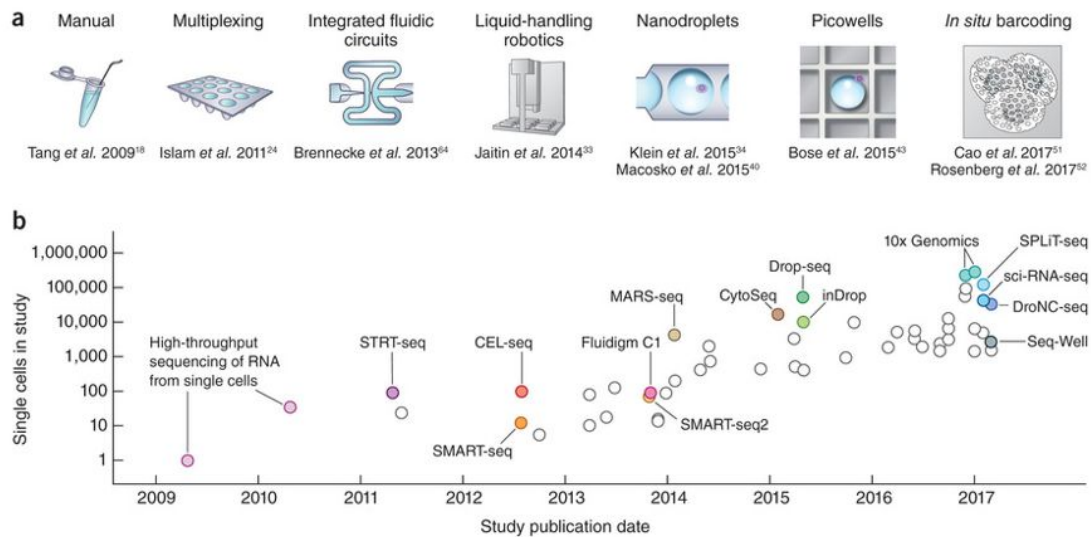 a
Manual
Multiplexing
Integrated fluidic
circuits
Liquid-handling
robotics
Nanodroplets
Picowells
In situ barcoding
Tang et al. 2009¹⁸
Islam et al. 2011²⁴
Brennecke et al. 2013⁶⁴
Jaitin et al. 2014³³
Klein et al. 2015³⁴
Macosko et al. 2015⁴⁰
Bose et al. 2015⁴³
Cao et al. 2017⁵¹
Rosenberg et al. 2017⁵²
b
Single cells in study
1,000,000
100,000
10,000
1,000
100
10
1
High-throughput
sequencing of RNA
from single cells
STRT-seq
CEL-seq
SMART-seq
MARS-seq
Fluidigm C1
SMART-seq2
CytoSeq
Drop-seq
inDrop
10x Genomics
SPLiT-seq
sci-RNA-seq
DroNC-seq
Seq-Well
2009 2010 2011 2012 2013 2014 2015 2016 2017
Study publication date